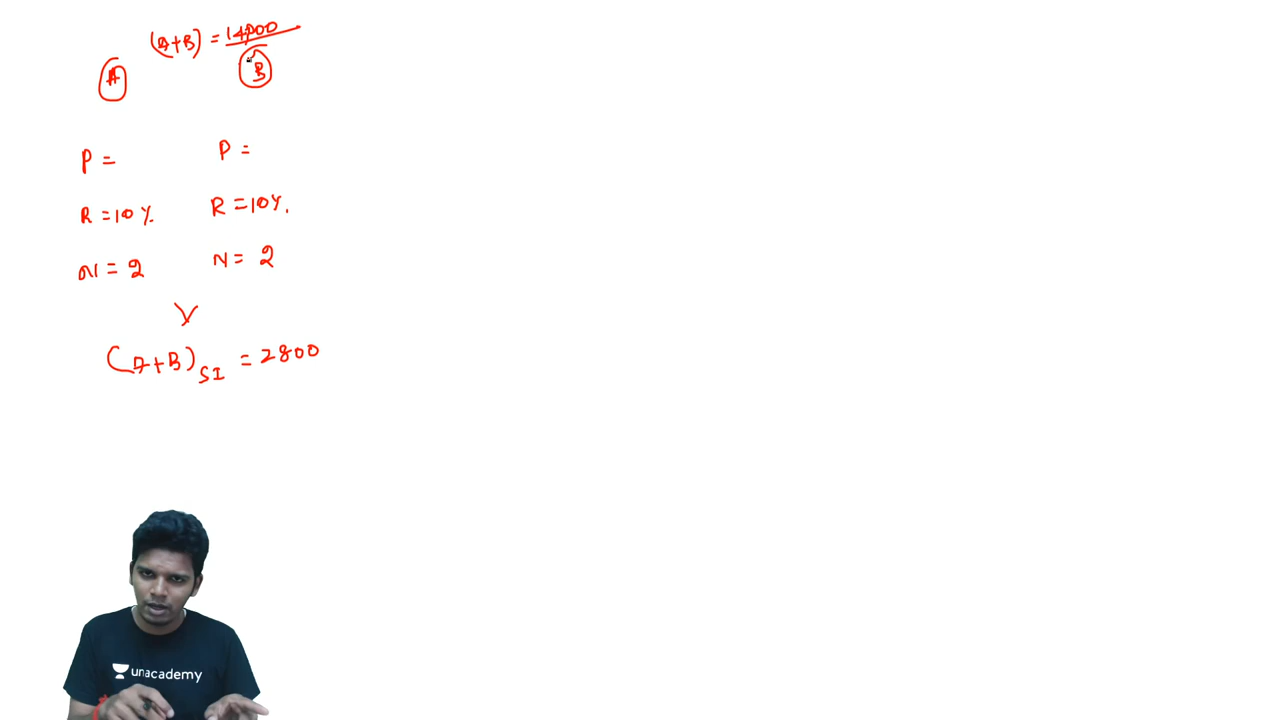 (A+B) = 14000
A B
P = P =
R = 10% R = 10%.
N = 2 N = 2
(A+B)SI = 2800
unacademy